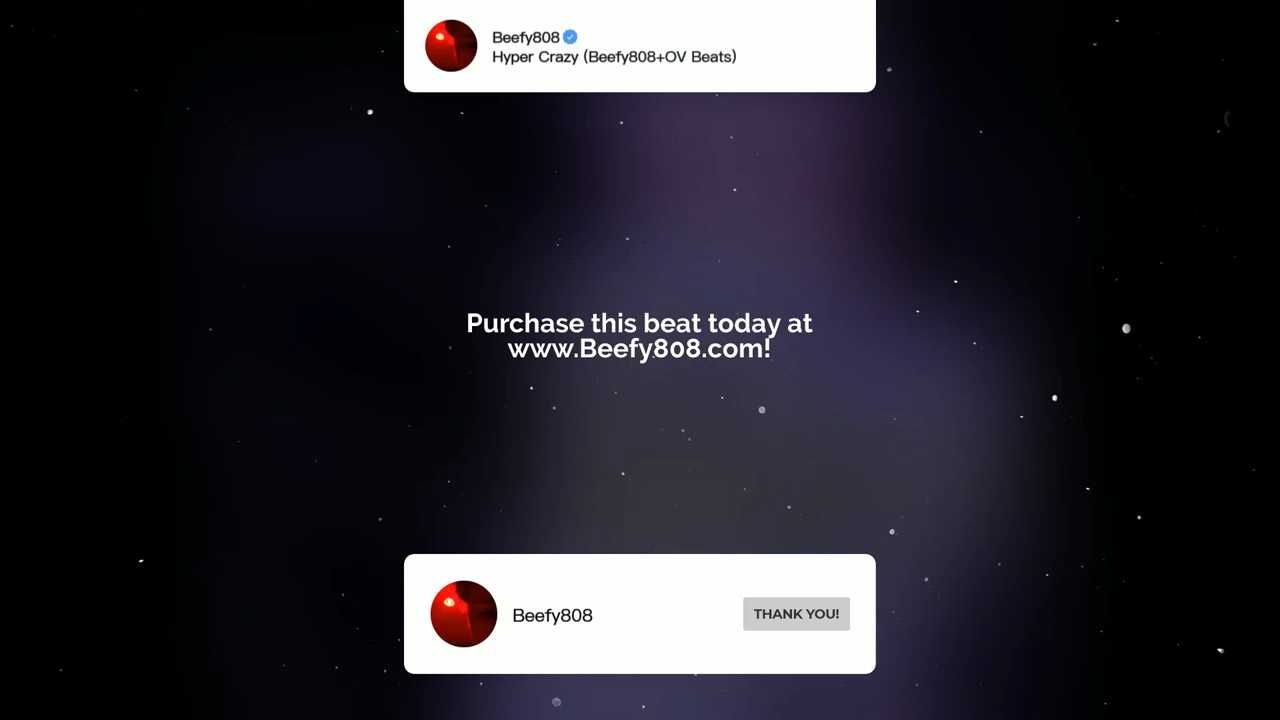 Beefy808
Hyper Crazy (Beefy808+OV Beats)
Purchase this beat today at
www.Beefy808.com!
Beefy808
THANK YOU!